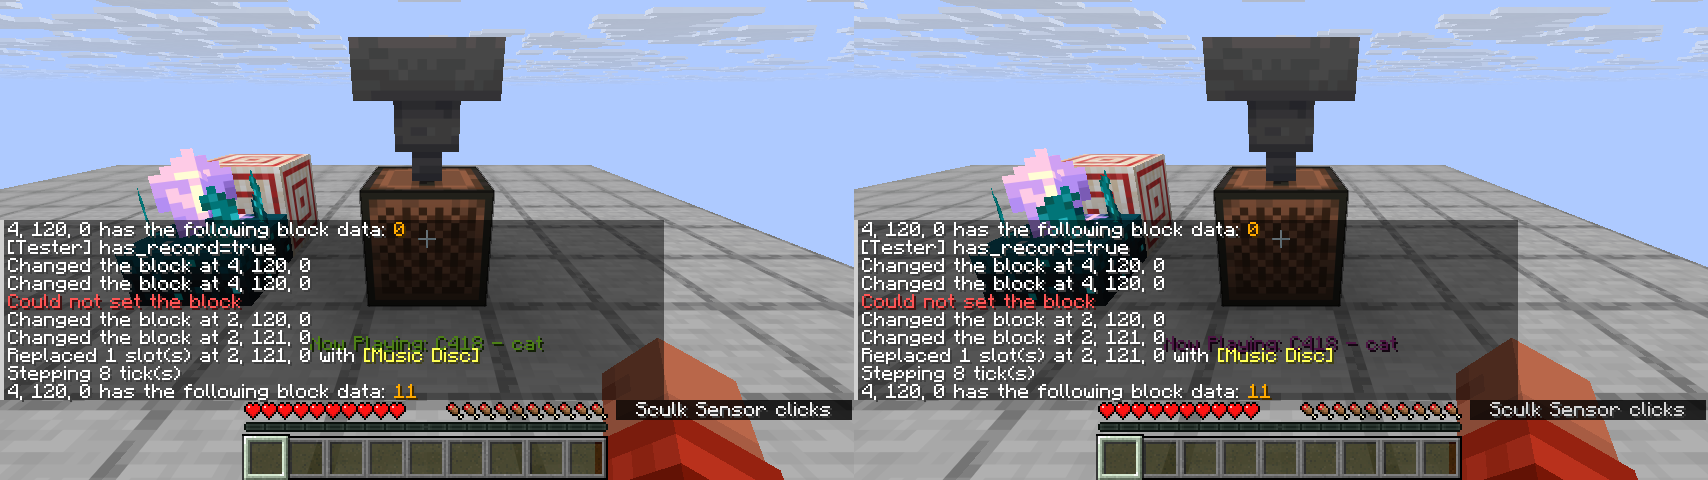 4, 120, 0 has the following block data: 0
[Tester] has_record=true
Changed the block at 4, 120, 0
Changed the block at 4, 120, 0
Could not set the block
Changed the block at 2, 120, 0
Changed the block at 2, 121, 0
Now Playing: C418 - cat
Replaced 1 slot(s) at 2, 121, 0 with [Music Disc]
Stepping 8 tick(s)
4, 120, 0 has the following block data: 11
Sculk Sensor clicks
4, 120, 0 has the following block data: 0
[Tester] has_record=true
Changed the block at 4, 120, 0
Changed the block at 4, 120, 0
Could not set the block
Changed the block at 2, 120, 0
Changed the block at 2, 121, 0
Now Playing: C418 - cat
Replaced 1 slot(s) at 2, 121, 0 with [Music Disc]
Stepping 8 tick(s)
4, 120, 0 has the following block data: 11
Sculk Sensor clicks